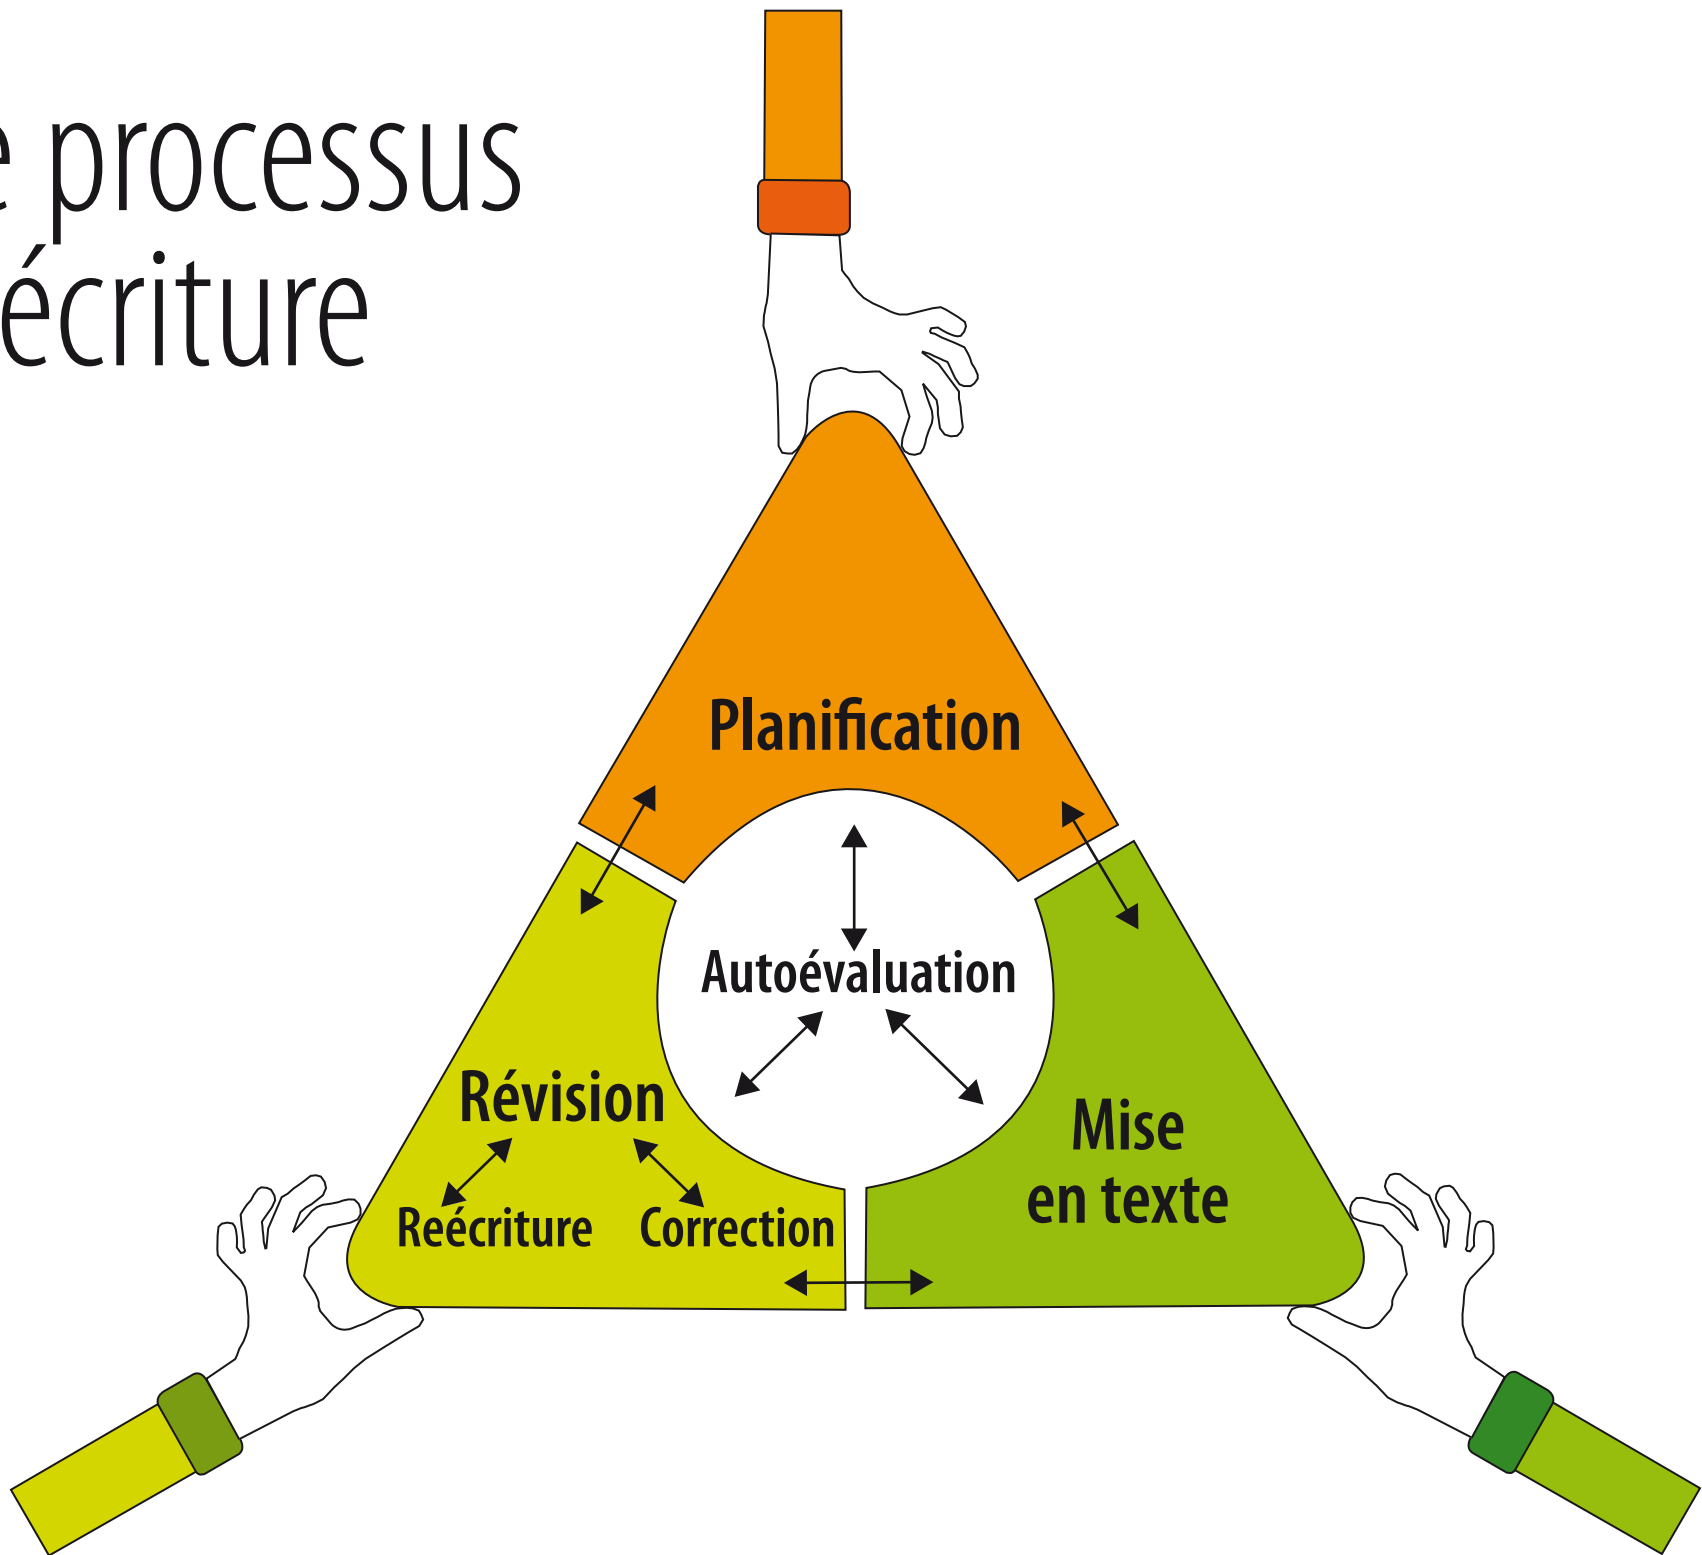 e processus
écriture
Planification
Autoévaluation
Révision
Mise
en texte
Reécriture Correction